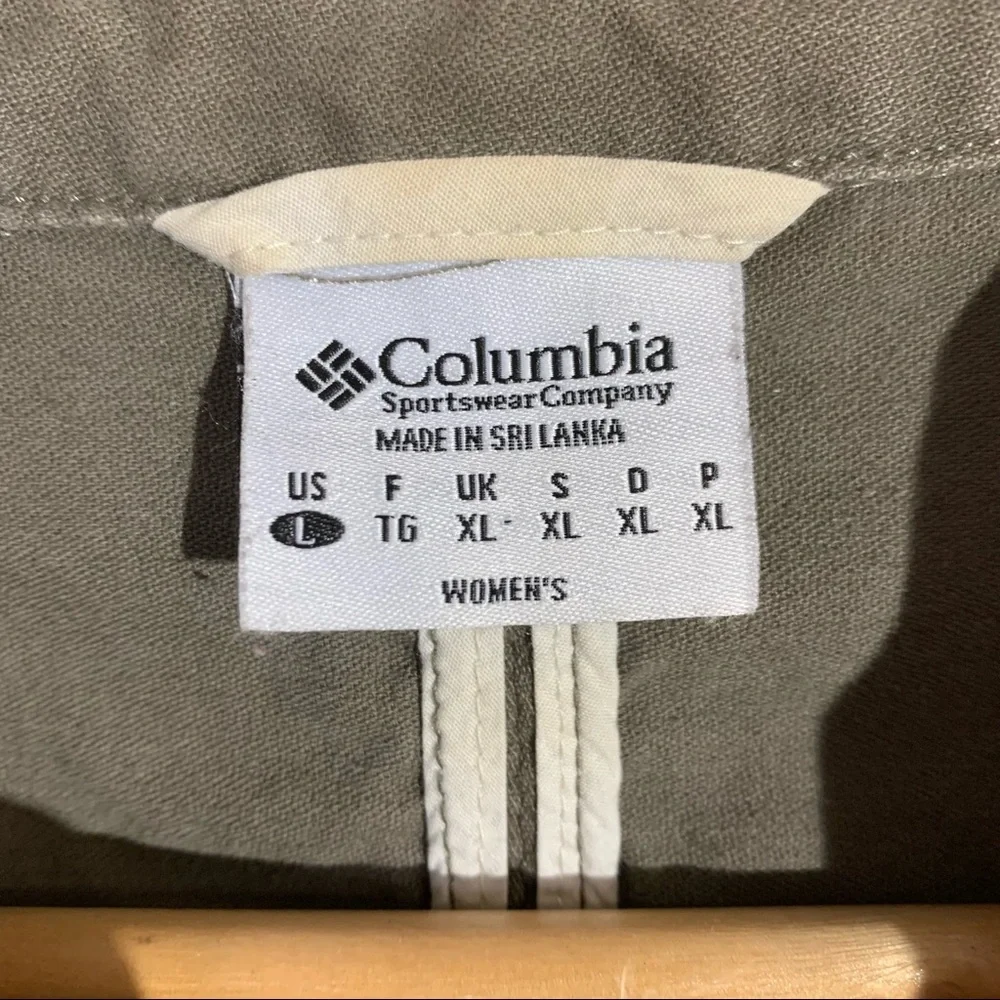 Columbia
Sportswear Company
MADE IN SRI LANKA
US F UK S D P
L TG XL XL XL XL
WOMEN'S